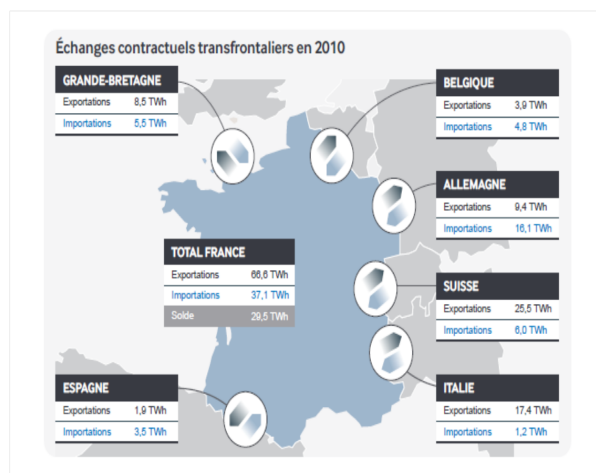 Échanges contractuels transfrontaliers en 2010
GRANDE-BRETAGNE
Exportations 8,5 TWh
Importations 5,5 TWh
BELGIQUE
Exportations 3,9 TWh
Importations 4,8 TWh
ALLEMAGNE
Exportations 9,4 TWh
Importations 16,1 TWh
TOTAL FRANCE
Exportations 66,6 TWh
Importations 37,1 TWh
Solde 29,5 TWh
SUISSE
Exportations 25,5 TWh
Importations 6,0 TWh
ESPAGNE
Exportations 1,9 TWh
Importations 3,5 TWh
ITALIE
Exportations 17,4 TWh
Importations 1,2 TWh